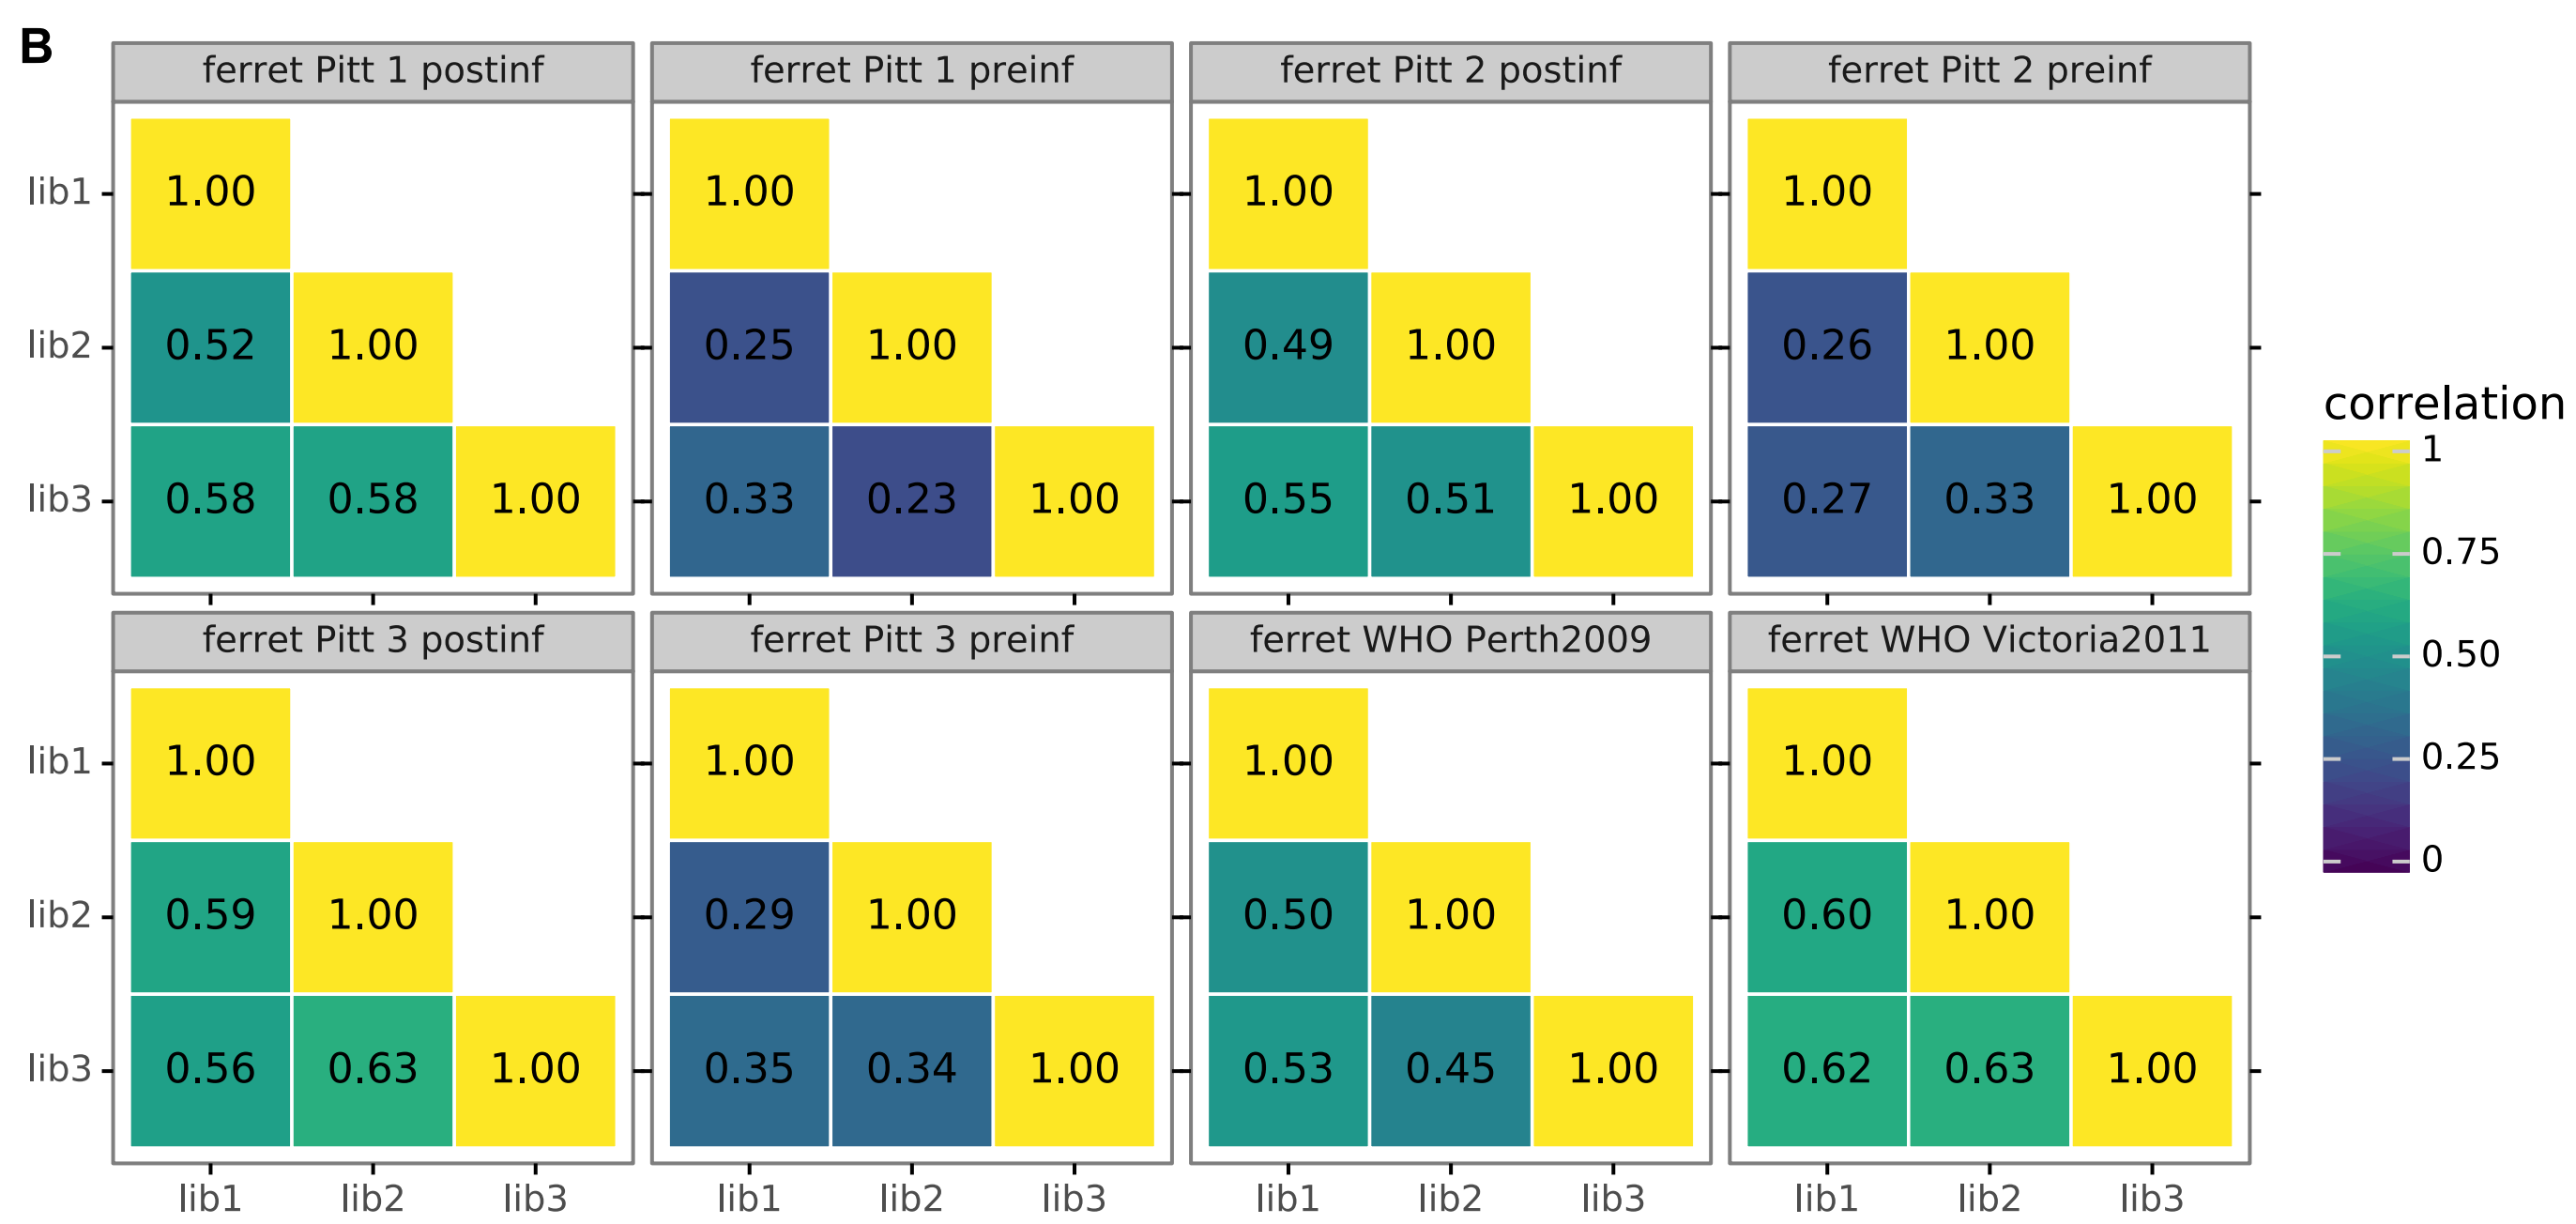 B
ferret Pitt 1 postinf ferret Pitt 1 preinf ferret Pitt 2 postinf ferret Pitt 2 preinf
lib1 1.00 1.00 1.00 1.00
lib2 0.52 1.00 0.25 1.00 0.49 1.00 0.26 1.00
lib3 0.58 0.58 1.00 0.33 0.23 1.00 0.55 0.51 1.00 0.27 0.33 1.00
ferret Pitt 3 postinf ferret Pitt 3 preinf ferret WHO Perth2009 ferret WHO Victoria2011
lib1 1.00 1.00 1.00 1.00
lib2 0.59 1.00 0.29 1.00 0.50 1.00 0.60 1.00
lib3 0.56 0.63 1.00 0.35 0.34 1.00 0.53 0.45 1.00 0.62 0.63 1.00
lib1 lib2 lib3 lib1 lib2 lib3 lib1 lib2 lib3 lib1 lib2 lib3
correlation
1
0.75
0.50
0.25
0